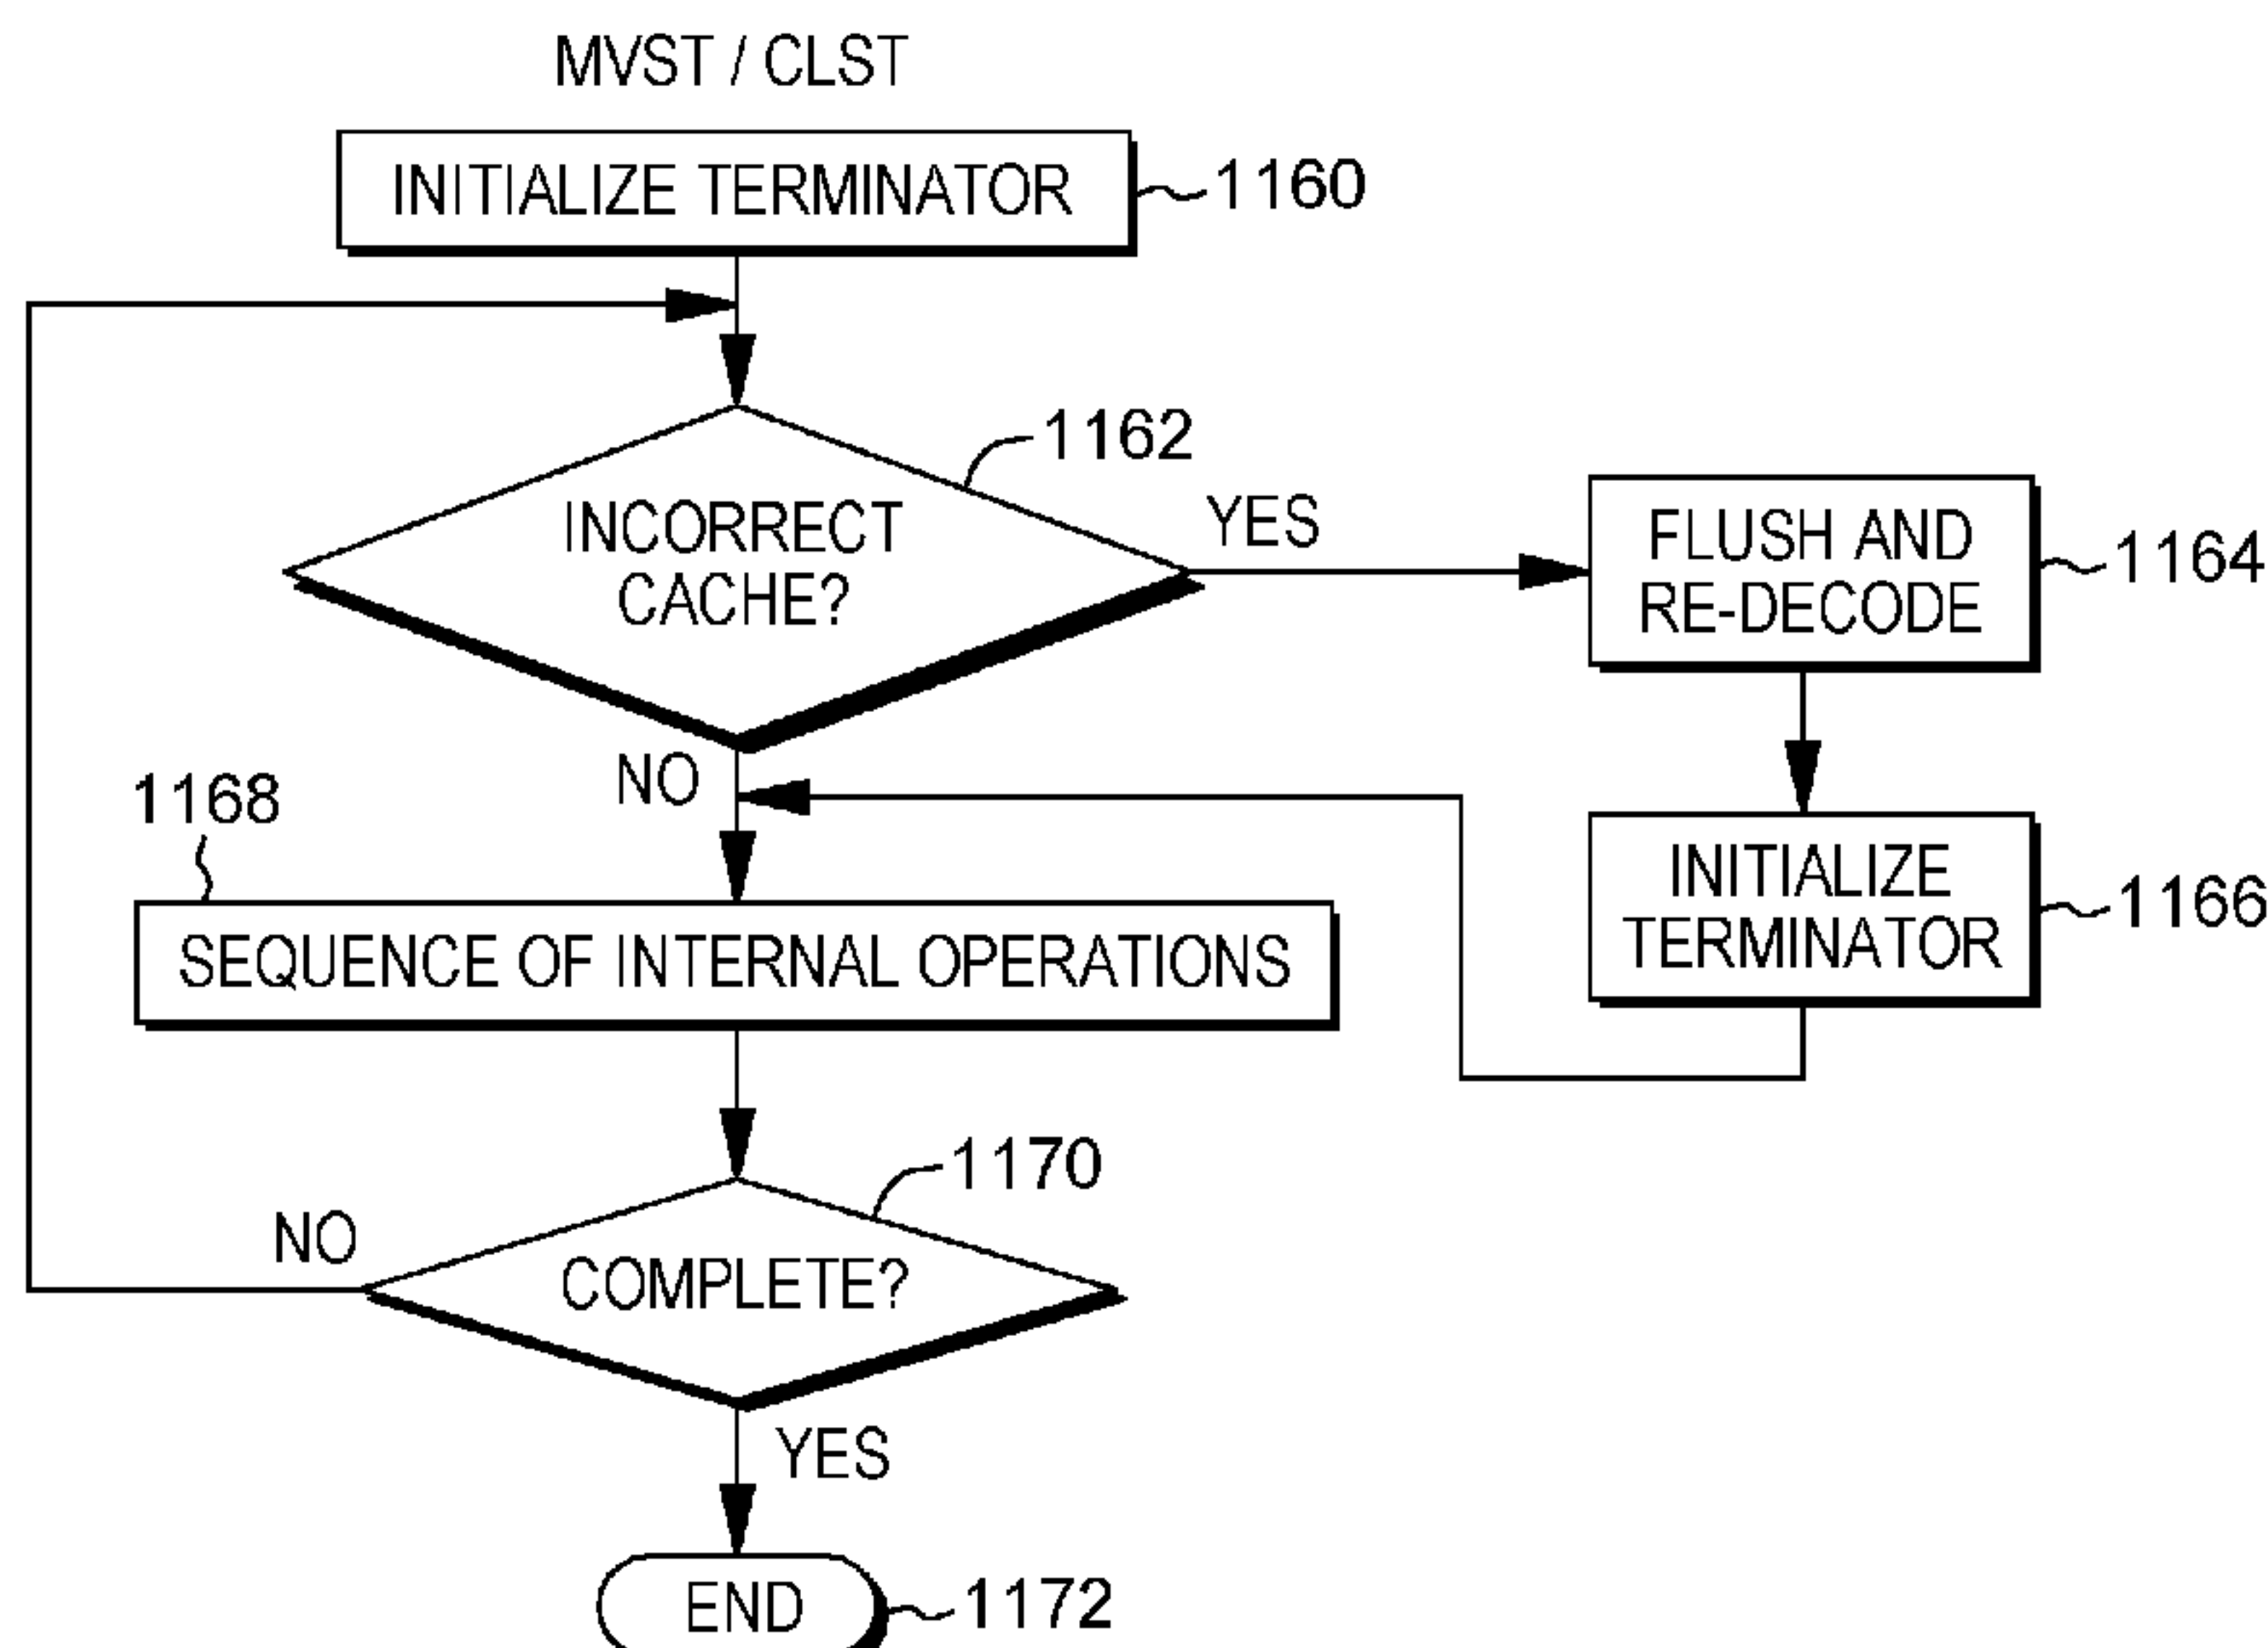 MVST / CLST
INITIALIZE TERMINATOR
1160
1162
INCORRECT
CACHE?
YES
FLUSH AND
RE-DECODE
1164
NO
INITIALIZE
TERMINATOR
1166
1168
SEQUENCE OF INTERNAL OPERATIONS
1170
NO
COMPLETE?
YES
END
1172